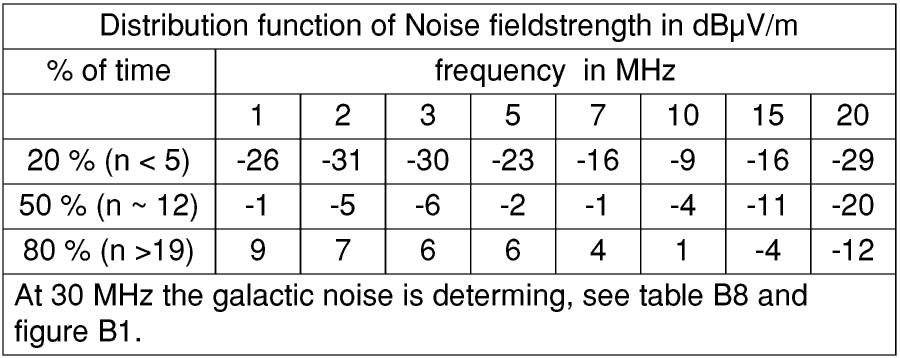 Distribution function of Noise fieldstrength in dBµV/m
% of time frequency in MHz
1 2 3 5 7 10 15 20
20 % (n < 5) -26 -31 -30 -23 -16 -9 -16 -29
50 % (n ~ 12) -1 -5 -6 -2 -1 -4 -11 -20
80 % (n >19) 9 7 6 6 4 1 -4 -12
At 30 MHz the galactic noise is determing, see table B8 and
figure B1.